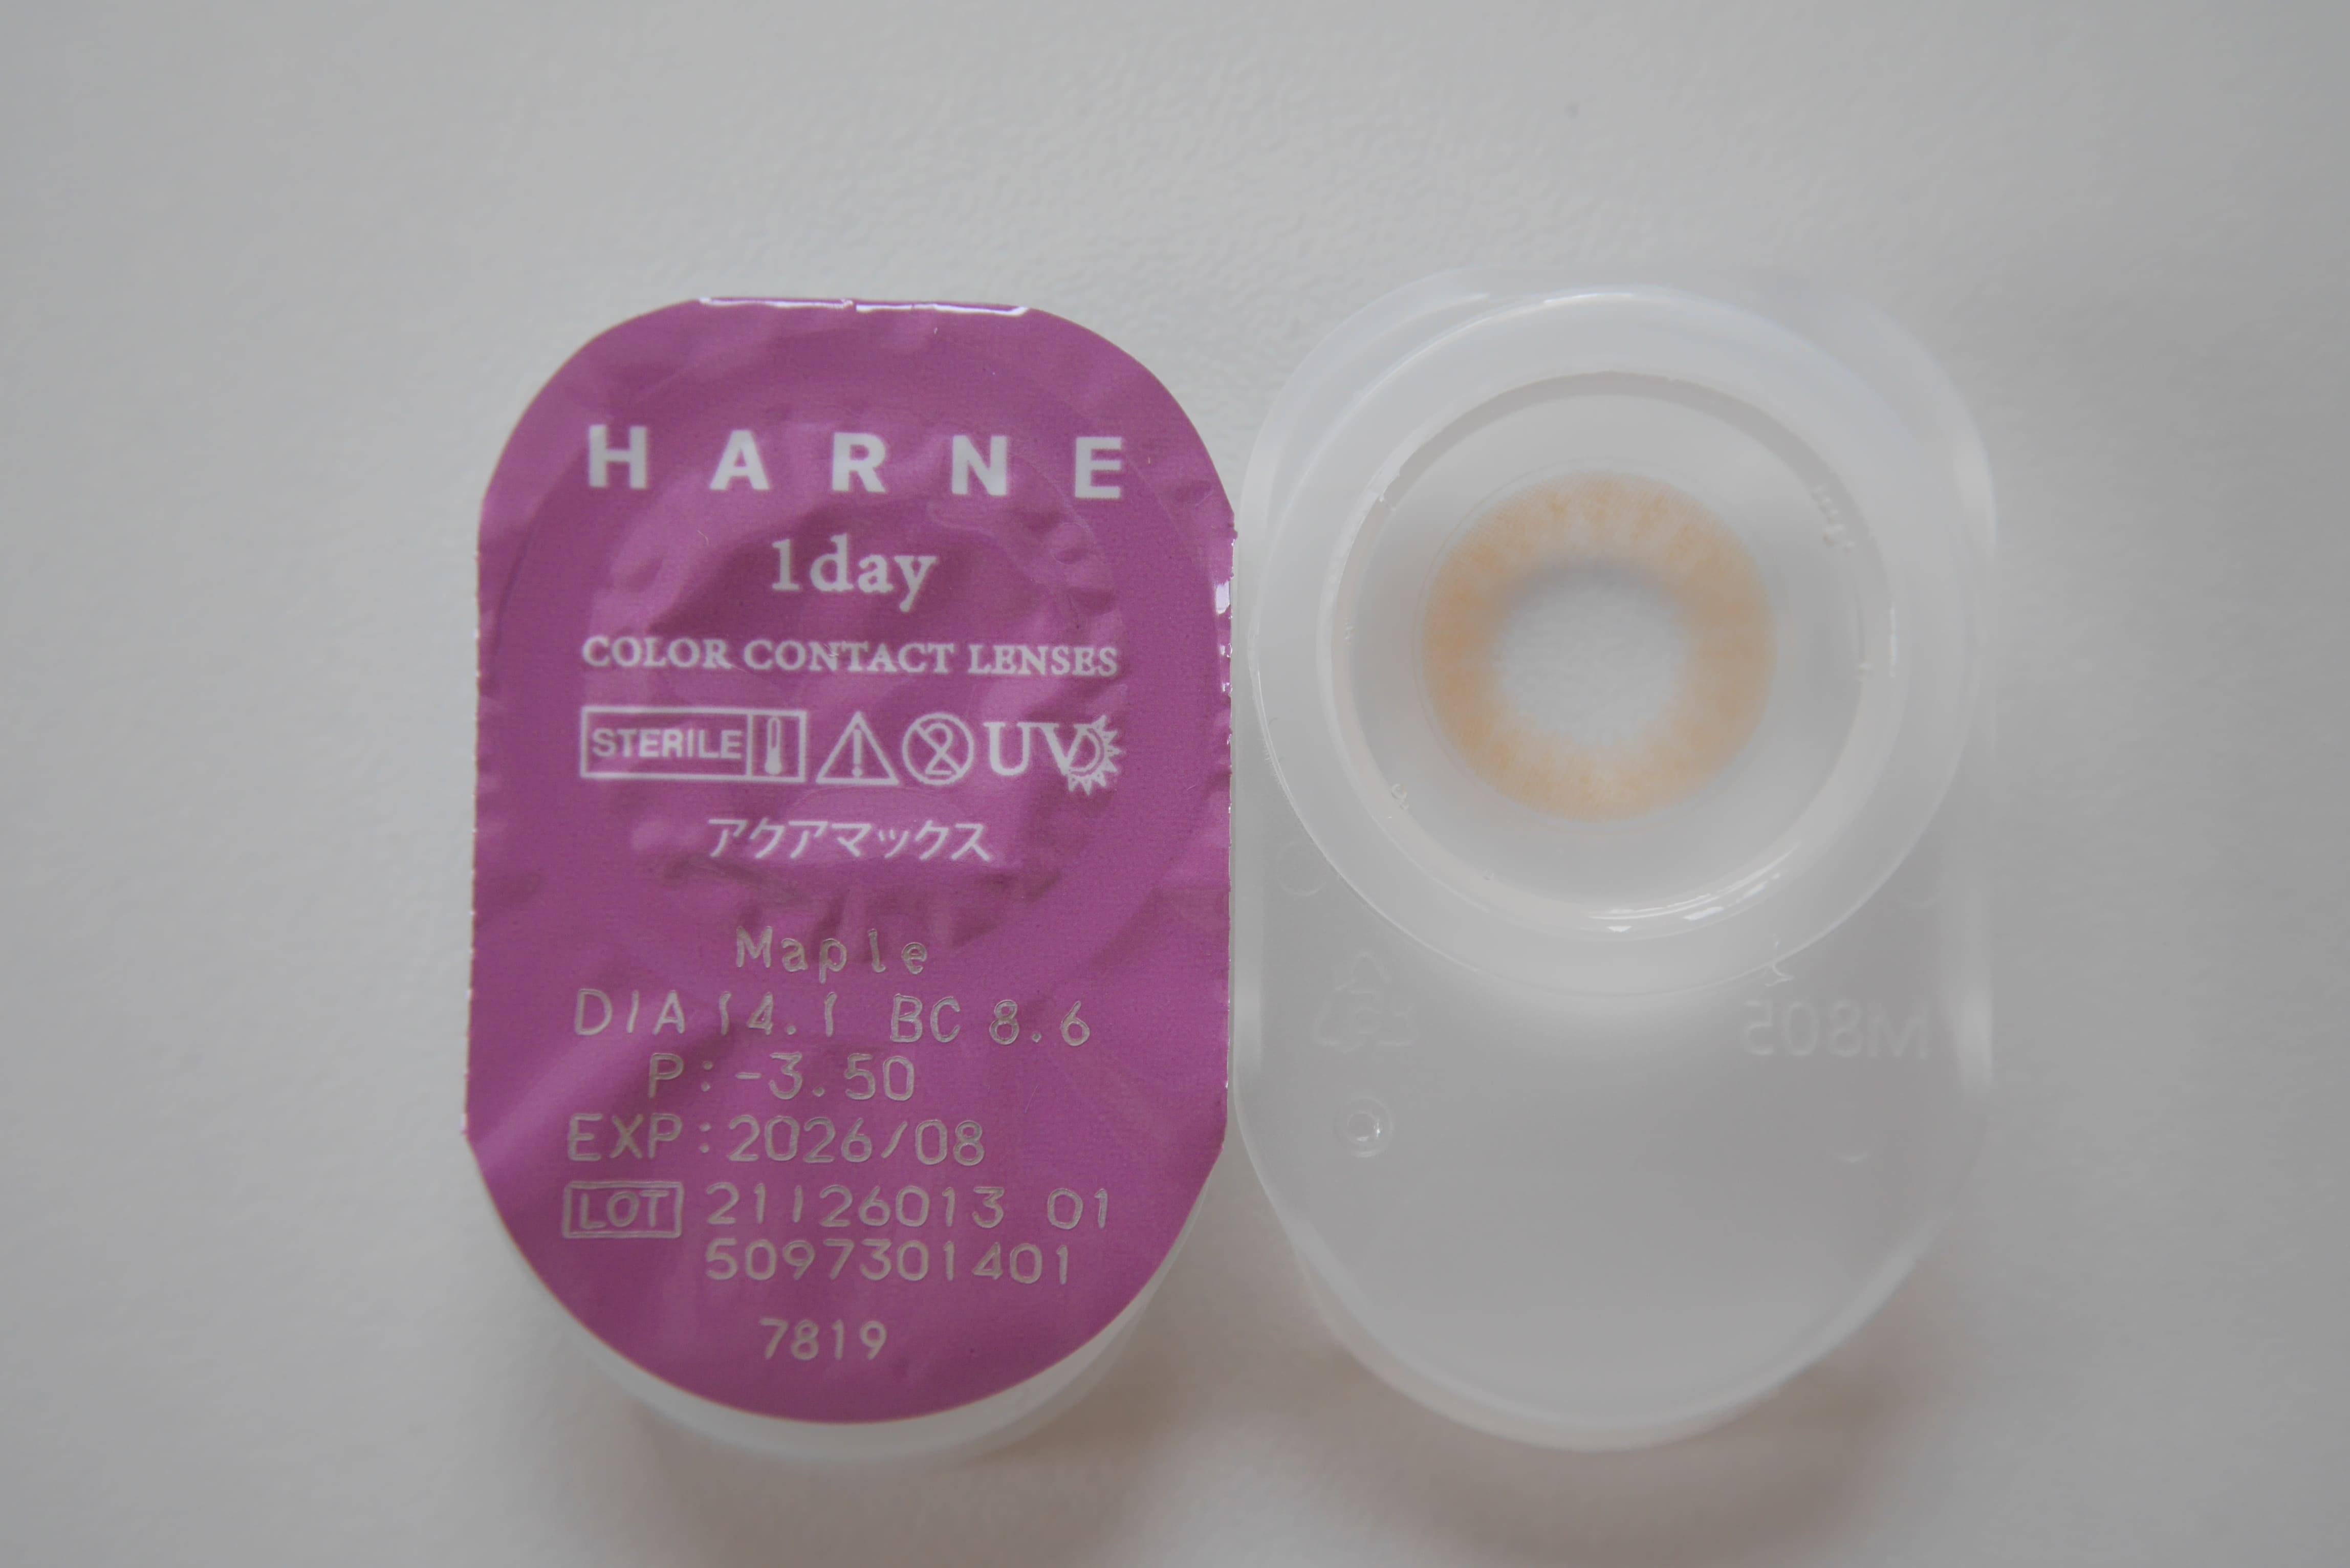 HARNE
1day
COLOR CONTACT LENSES
STERILE UV
アクアマックス
Maple
DIA 14.1 BC 8.6
P:-3.50
EXP:2026/08
LOT 21126013 01
5097301401
7819
M805